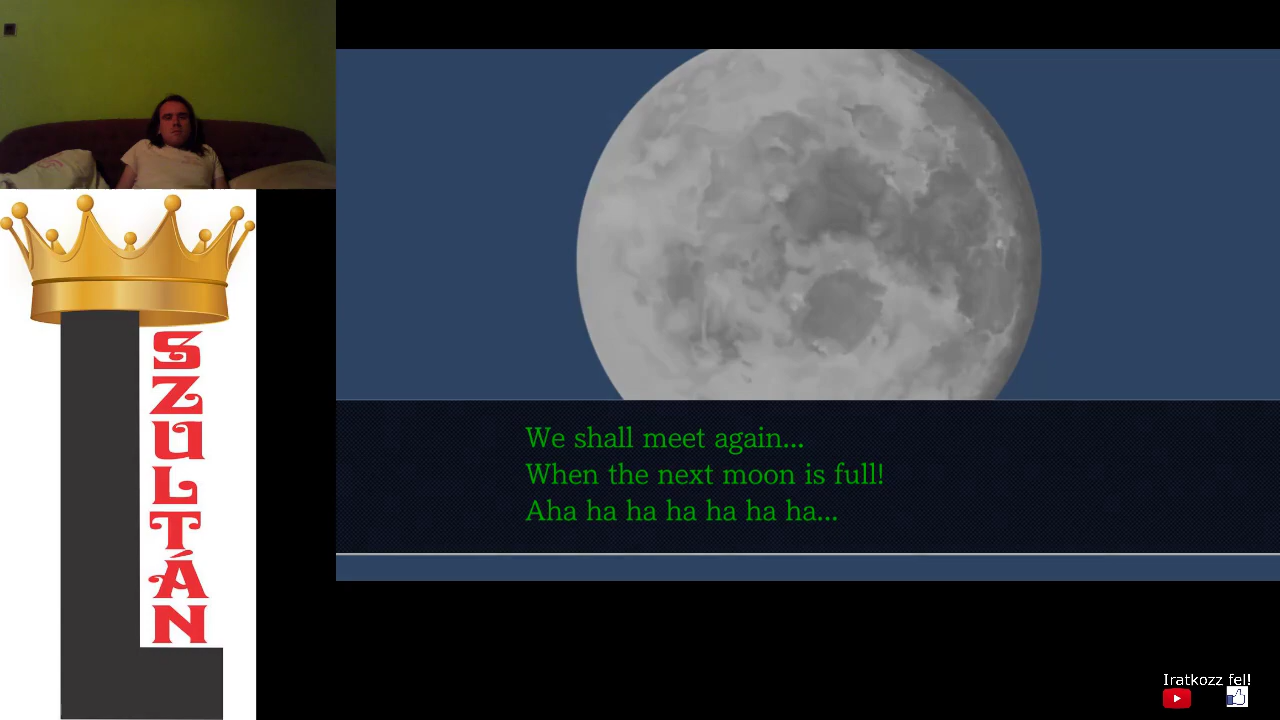 SZULTÁN
We shall meet again...
When the next moon is full!
Aha ha ha ha ha ha ha...
Iratkozz fel!